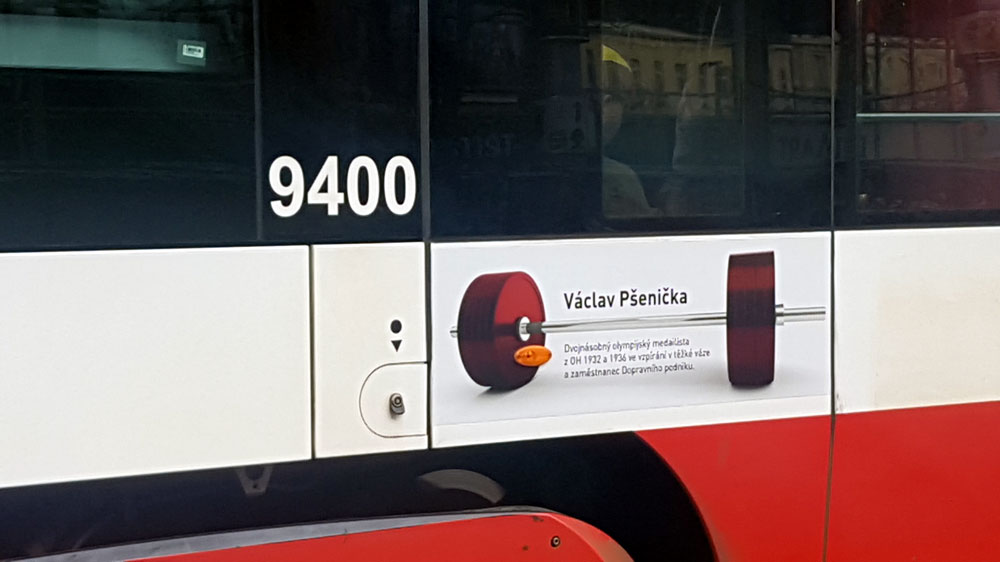 9400
Václav Pšenička
Dvojnásobný olympijský medailista
z OH 1932 a 1936 ve vzpírání v těžké váze
a zaměstnanec Dopravního podniku.